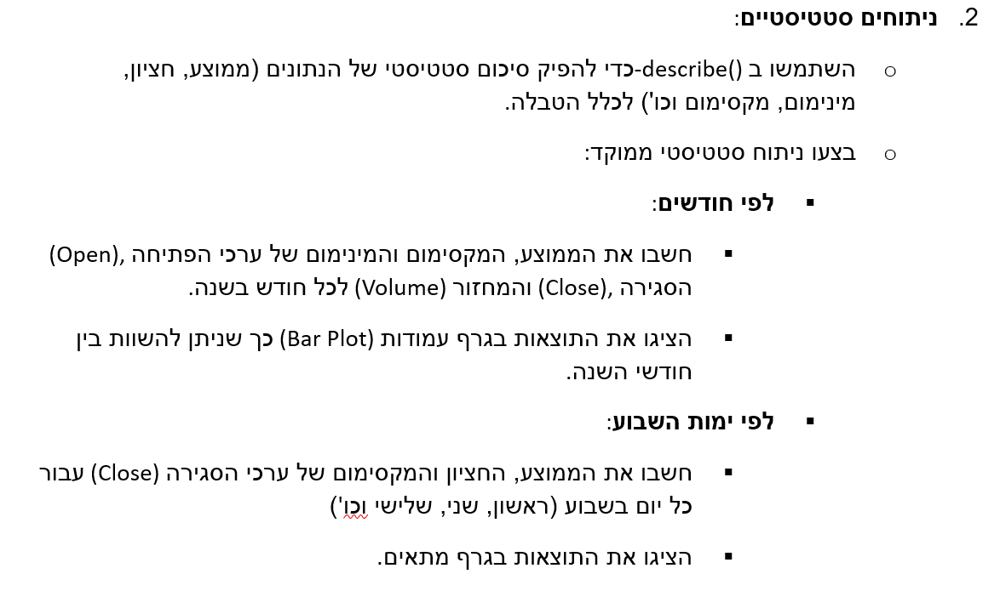 2. ניתוחים סטטיסטיים:
o השתמשו ב describe()-כדי להפיק סיכום סטטיסטי של הנתונים (ממוצע, חציון,
מינימום, מקסימום וכו') לכלל הטבלה.
o בצעו ניתוח סטטיסטי ממוקד:
▪ לפי חודשים:
▪ חשבו את הממוצע, המקסימום והמינימום של ערכי הפתיחה (Open),
הסגירה (Close), והמחזור (Volume) לכל חודש בשנה.
▪ הציגו את התוצאות בגרף עמודות (Bar Plot) כך שניתן להשוות בין
חודשי השנה.
▪ לפי ימות השבוע:
▪ חשבו את הממוצע, החציון והמקסימום של ערכי הסגירה (Close) עבור
כל יום בשבוע (ראשון, שני, שלישי וכו')
▪ הציגו את התוצאות בגרף מתאים.